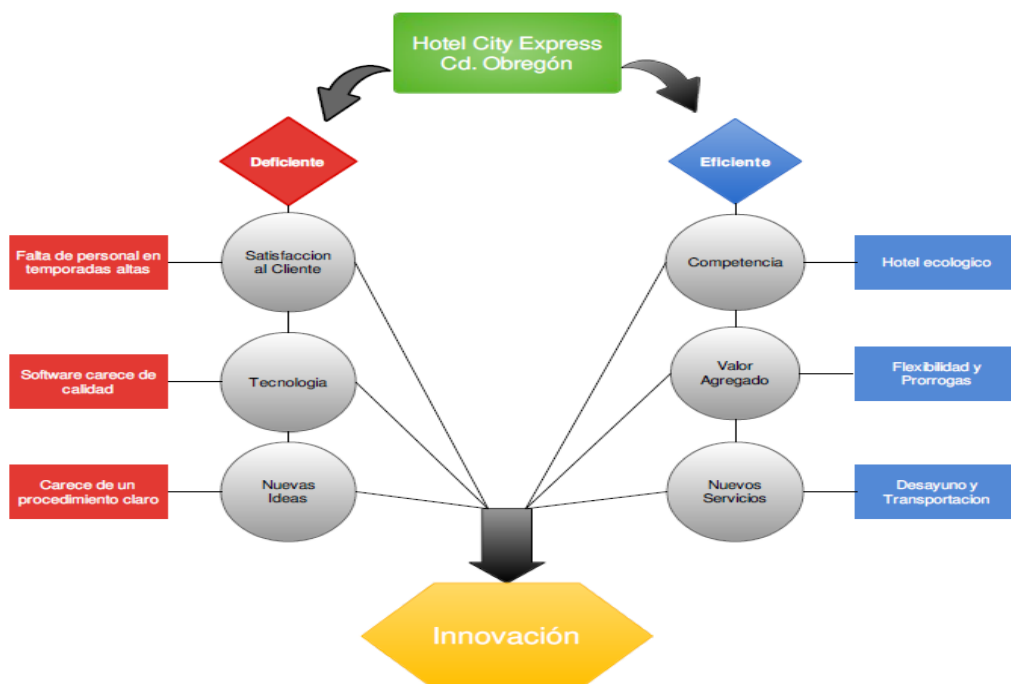 Hotel City Express
Cd. Obregón
Deficiente
Eficiente
Falta de personal en
temporadas altas
Satisfaccion
al Cliente
Competencia
Hotel ecologico
Software carece de
calidad
Tecnología
Valor
Agregado
Flexibilidad y
Prorrogas
Carece de un
procedimiento claro
Nuevas
Ideas
Nuevos
Servicios
Desayuno y
Transportacion
Innovación